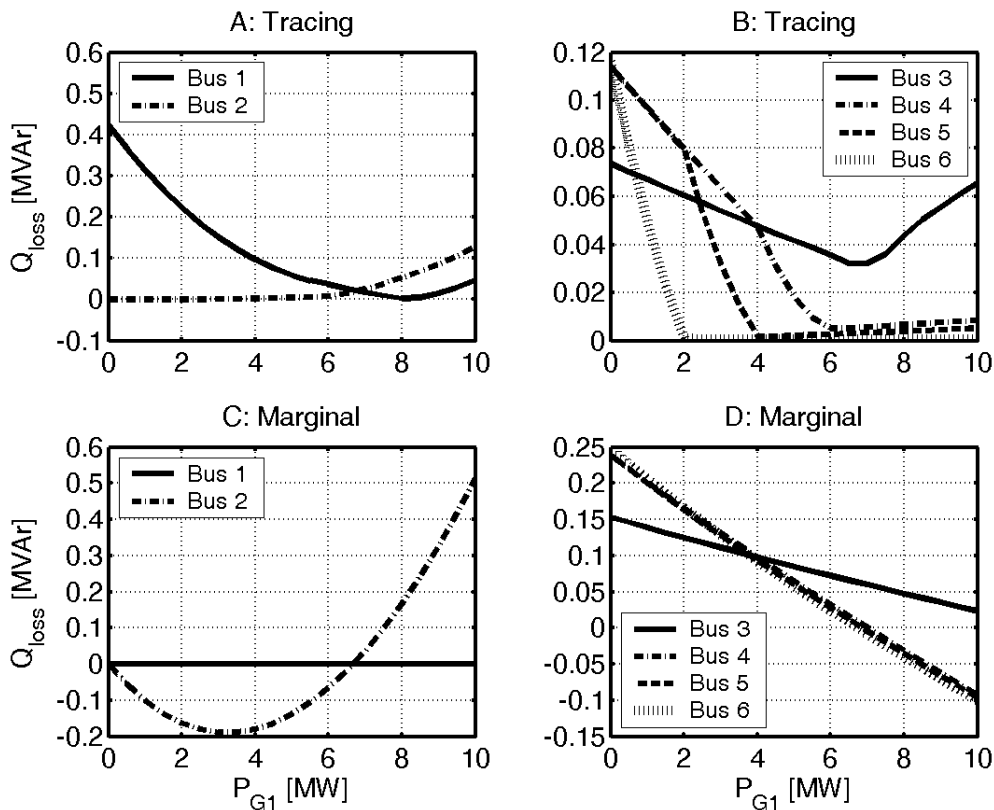 A: Tracing
0.6
0.5
0.4
0.3
0.2
0.1
0
-0.1
Q_loss [MVAr]
Bus 1
Bus 2
0 2 4 6 8 10
B: Tracing
0.12
0.1
0.08
0.06
0.04
0.02
0
Bus 3
Bus 4
Bus 5
Bus 6
0 2 4 6 8 10
C: Marginal
0.6
0.5
0.4
0.3
0.2
0.1
0
-0.1
-0.2
Q_loss [MVAr]
Bus 1
Bus 2
0 2 4 6 8 10
P_G1 [MW]
D: Marginal
0.25
0.2
0.15
0.1
0.05
0
-0.05
-0.1
-0.15
Bus 3
Bus 4
Bus 5
Bus 6
0 2 4 6 8 10
P_G1 [MW]